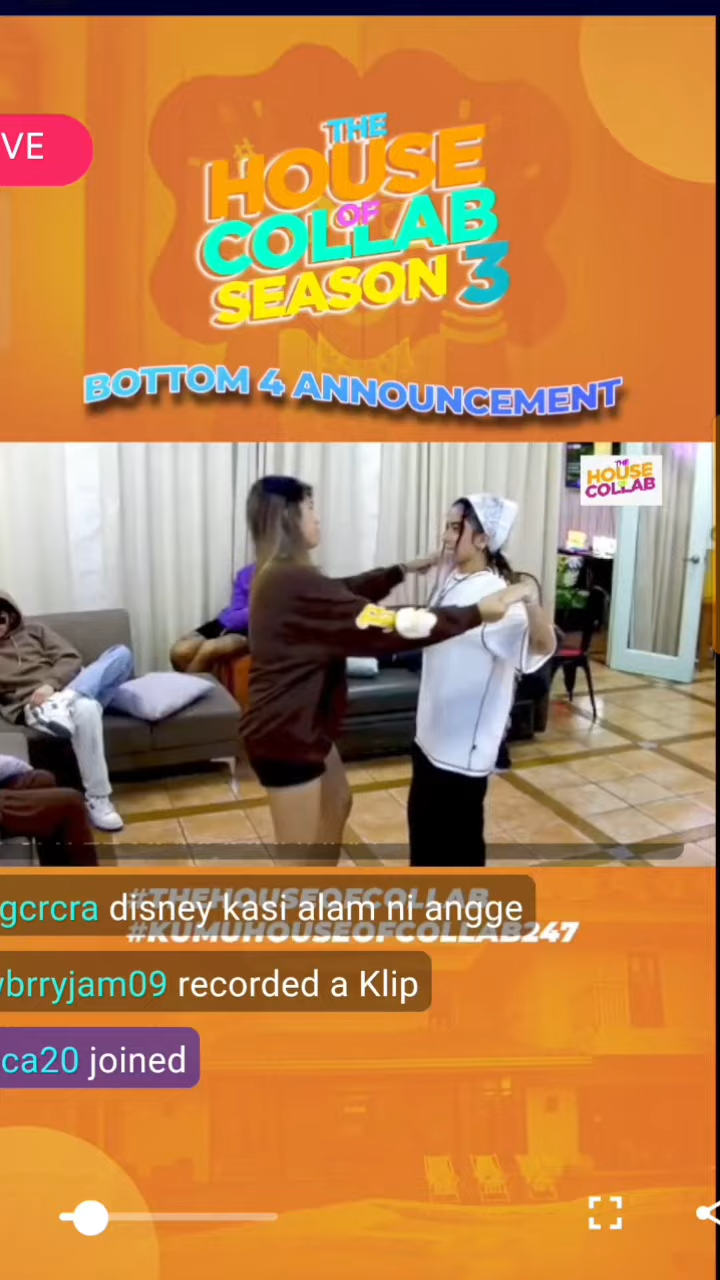 VE
THE
HOUSE
OF
COLLAB
SEASON 3
BOTTOM 4 ANNOUNCEMENT
THE
HOUSE
COLLAB
#THEHOUSEOFCOLLAB
gcrcra disney kasi alam ni angge
#KUMUHOUSEOFCOLLAB247
ybrryjam09 recorded a Klip
ca20 joined